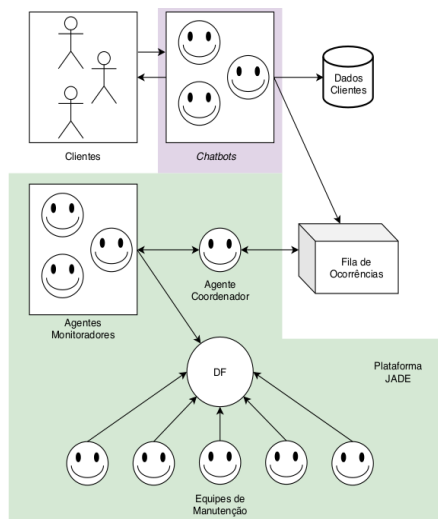 Dados
Clientes
Clientes
Chatbots
Fila de
Ocorrências
Agente
Coordenador
Agentes
Monitoradores
DF
Plataforma
JADE
Equipes de
Manutenção